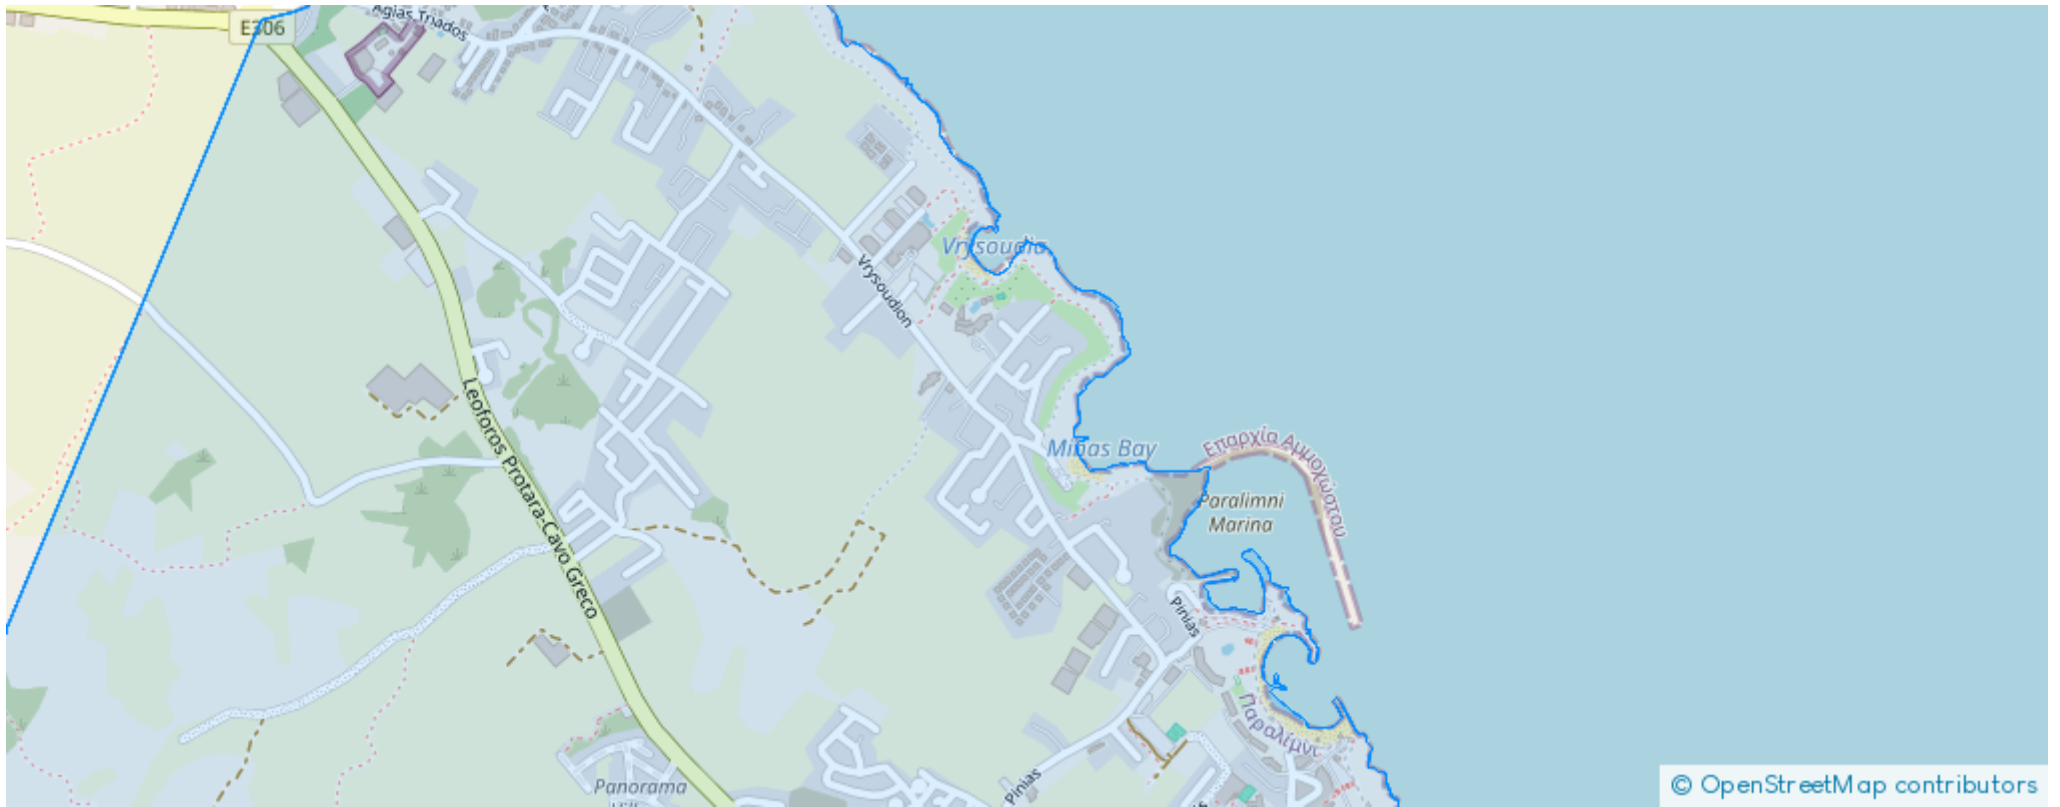 E306
Agias Triados
Vrysoudia
Vrysoudion
Leoforos Protara-Cavo Greco
Minas Bay
Επαρχία Αμμοχώστου
Paralimni
Marina
Pinias
Παραλίμνι
Pinias
Panorama
© OpenStreetMap contributors